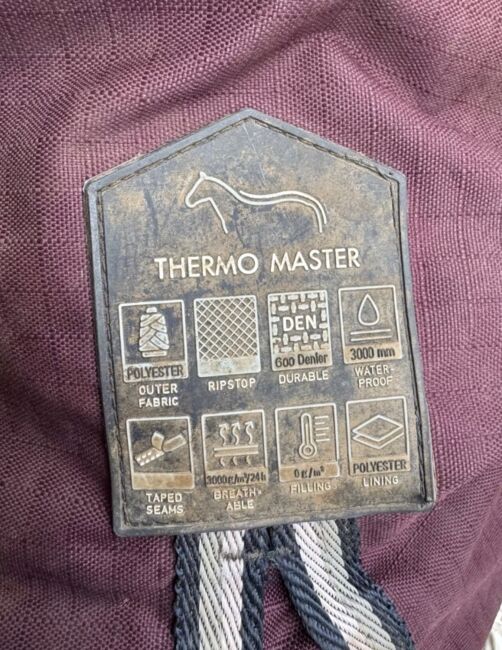 THERMO MASTER
DEN
POLYESTER
600 Denier
3000 mm
OUTER
FABRIC
RIPSTOP
DURABLE
WATER-
PROOF
3000g/m²/24h
0 g/m²
POLYESTER
TAPED
SEAMS
BREATH-
ABLE
FILLING
LINING